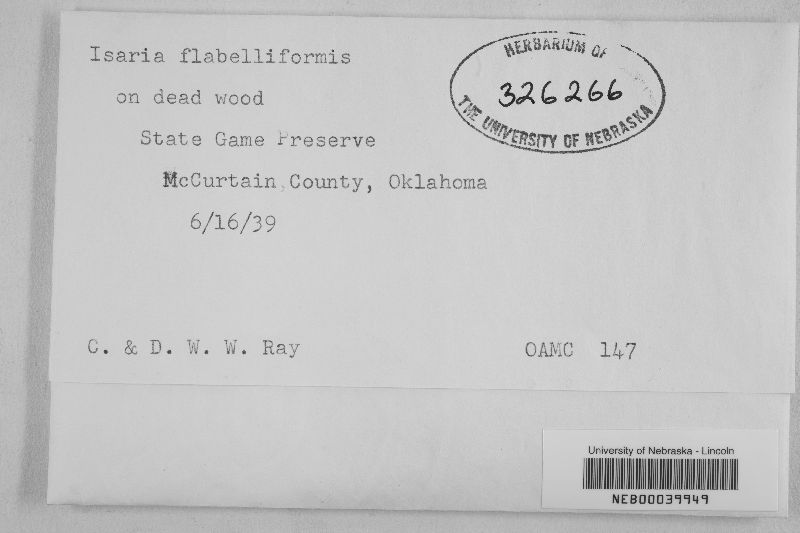 Isaria flabelliformis
on dead wood
State Game Preserve
McCurtain County, Oklahoma
6/16/39
HERBARIUM OF
326266
THE UNIVERSITY OF NEBRASKA
C. & D. W. W. Ray
OAMC 147
University of Nebraska - Lincoln
NEB00039949